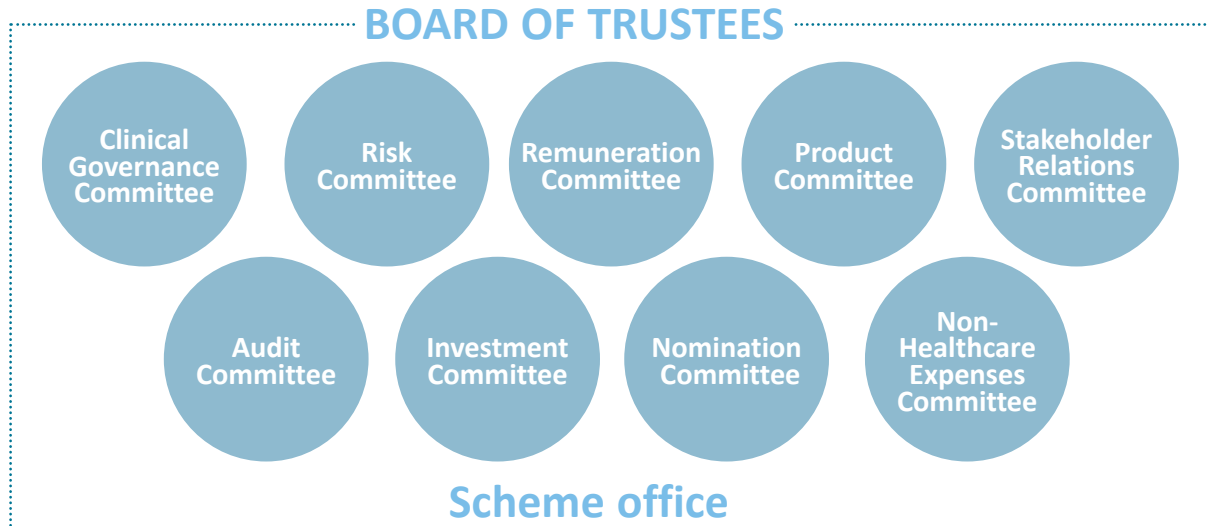 BOARD OF TRUSTEES
Clinical
Governance
Committee
Risk
Committee
Remuneration
Committee
Product
Committee
Stakeholder
Relations
Committee
Audit
Committee
Investment
Committee
Nomination
Committee
Non-
Healthcare
Expenses
Committee
Scheme office